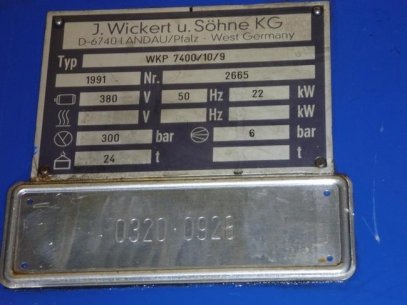 J. Wickert u. Söhne KG
D-6740 LANDAU/Pfalz - West Germany
Typ WKP 7400/10/9
1991 Nr. 2665
380 V 50 Hz 22 kW
V Hz kW
300 bar 6 bar
24 t t
0320-0926